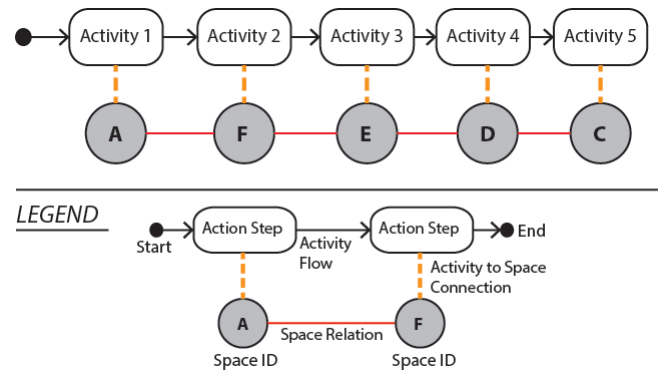 Activity 1 Activity 2 Activity 3 Activity 4 Activity 5
A F E D C
LEGEND
Action Step Action Step
Start Activity End
Flow
Activity to Space
Connection
A F
Space Relation
Space ID Space ID